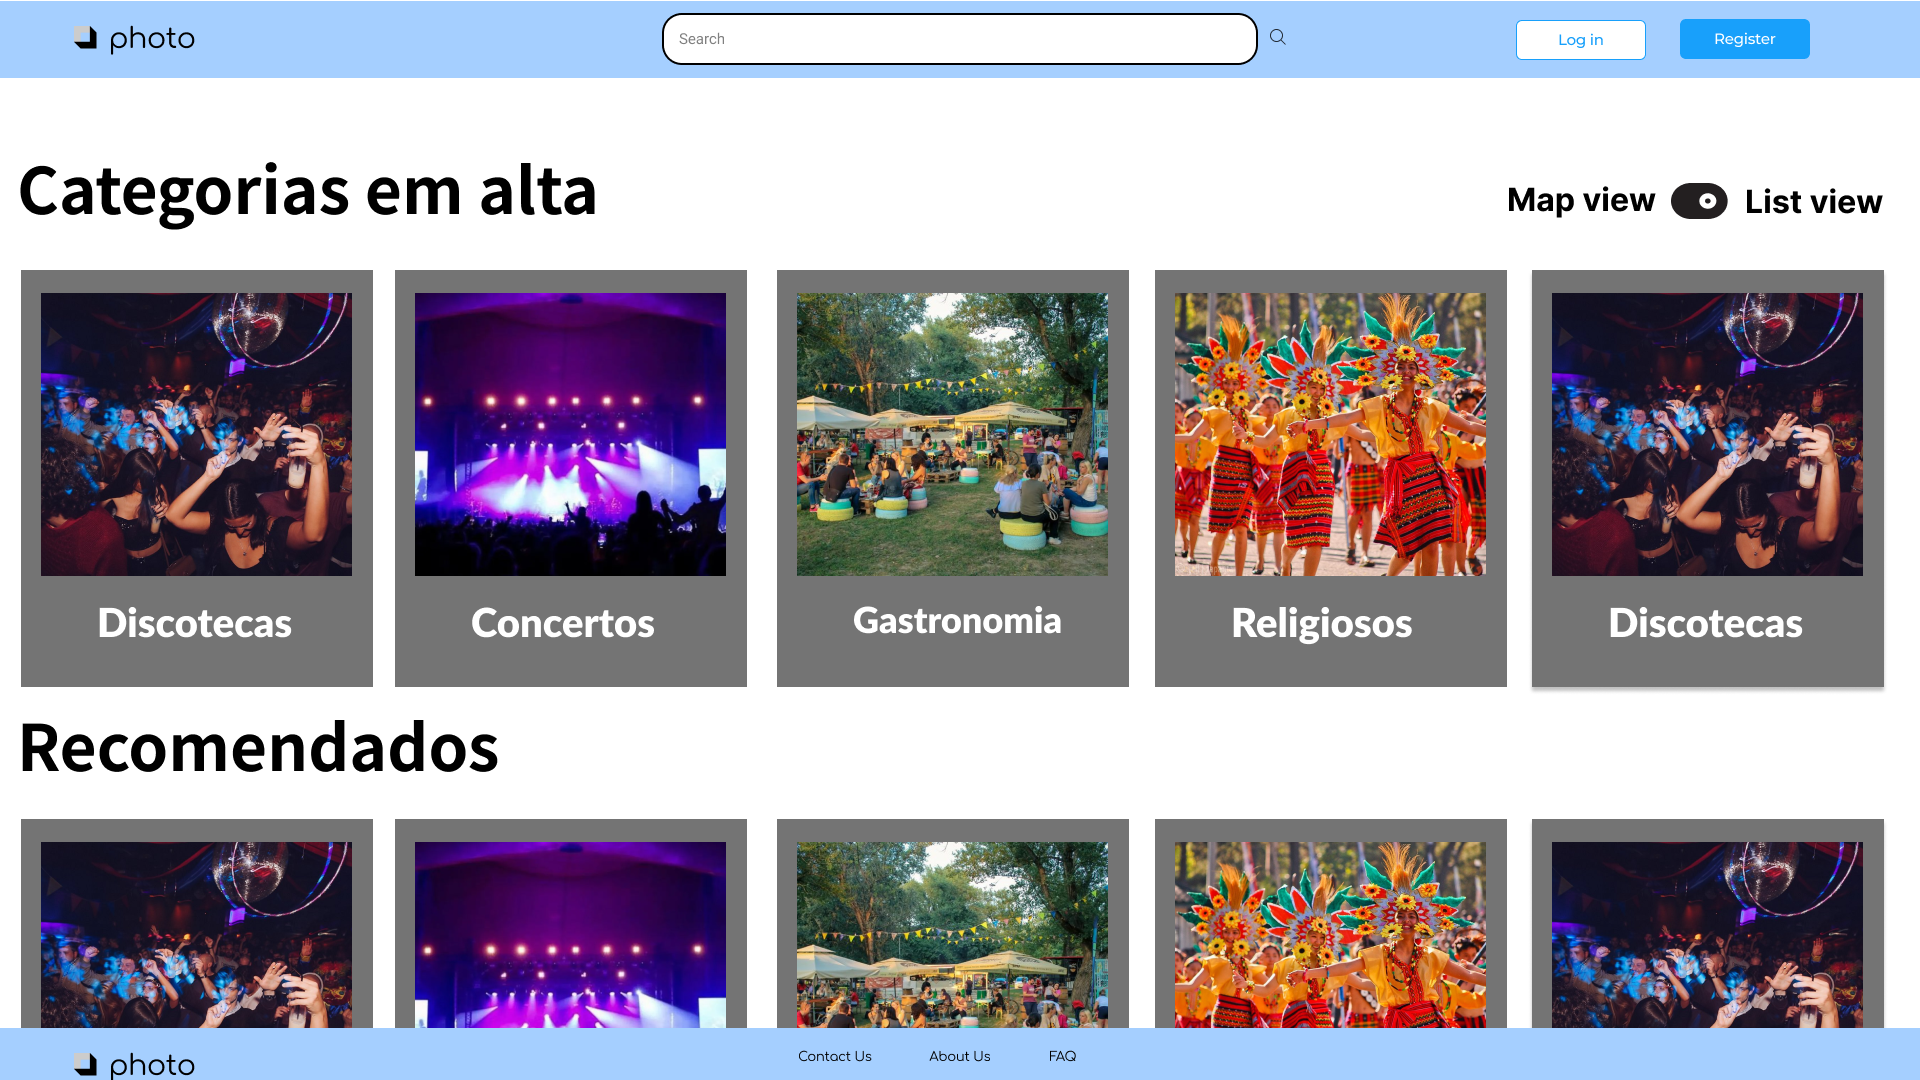 photo
Search
Log in
Register
Categorias em alta
Map view
List view
Discotecas
Concertos
Gastronomia
Religiosos
Discotecas
Recomendados
photo
Contact Us
About Us
FAQ